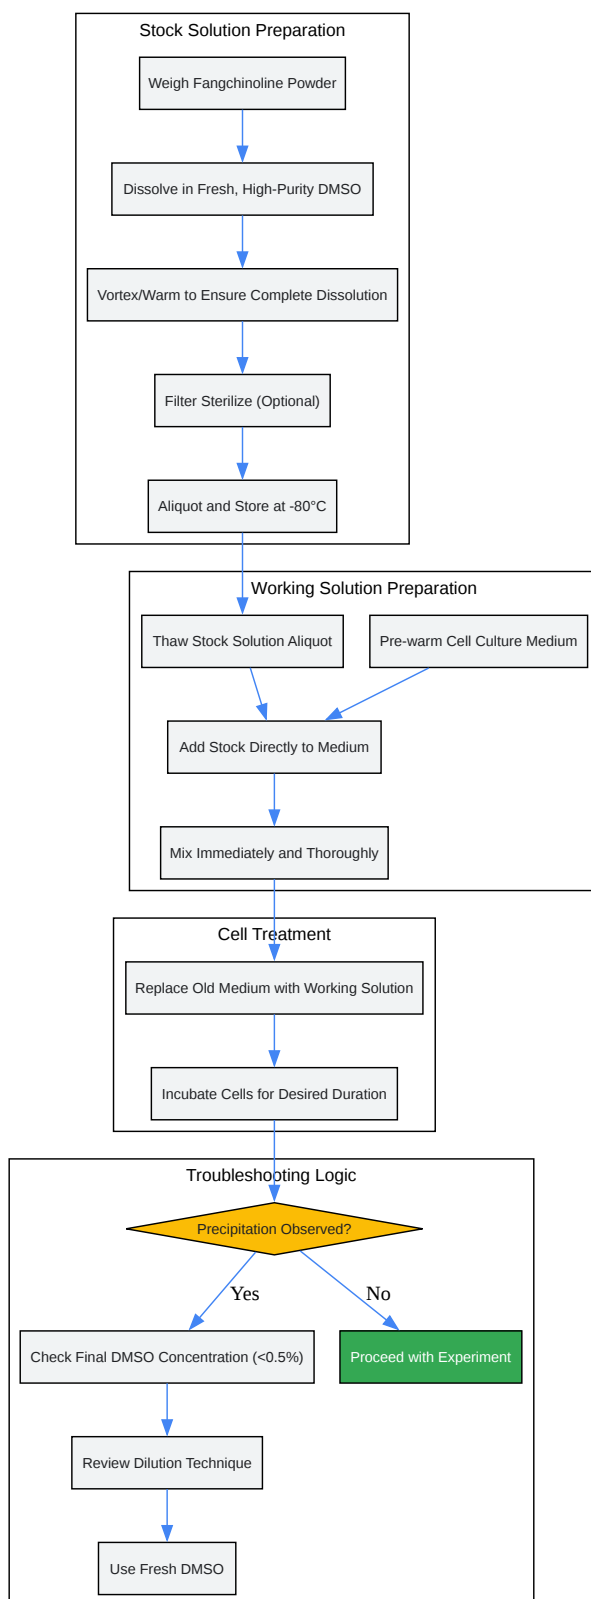 Stock Solution Preparation
Weigh Fangchinoline Powder
Dissolve in Fresh, High-Purity DMSO
Vortex/Warm to Ensure Complete Dissolution
Filter Sterilize (Optional)
Aliquot and Store at -80°C
Working Solution Preparation
Thaw Stock Solution Aliquot
Pre-warm Cell Culture Medium
Add Stock Directly to Medium
Mix Immediately and Thoroughly
Cell Treatment
Replace Old Medium with Working Solution
Incubate Cells for Desired Duration
Troubleshooting Logic
Precipitation Observed?
Yes
No
Check Final DMSO Concentration (<0.5%)
Proceed with Experiment
Review Dilution Technique
Use Fresh DMSO